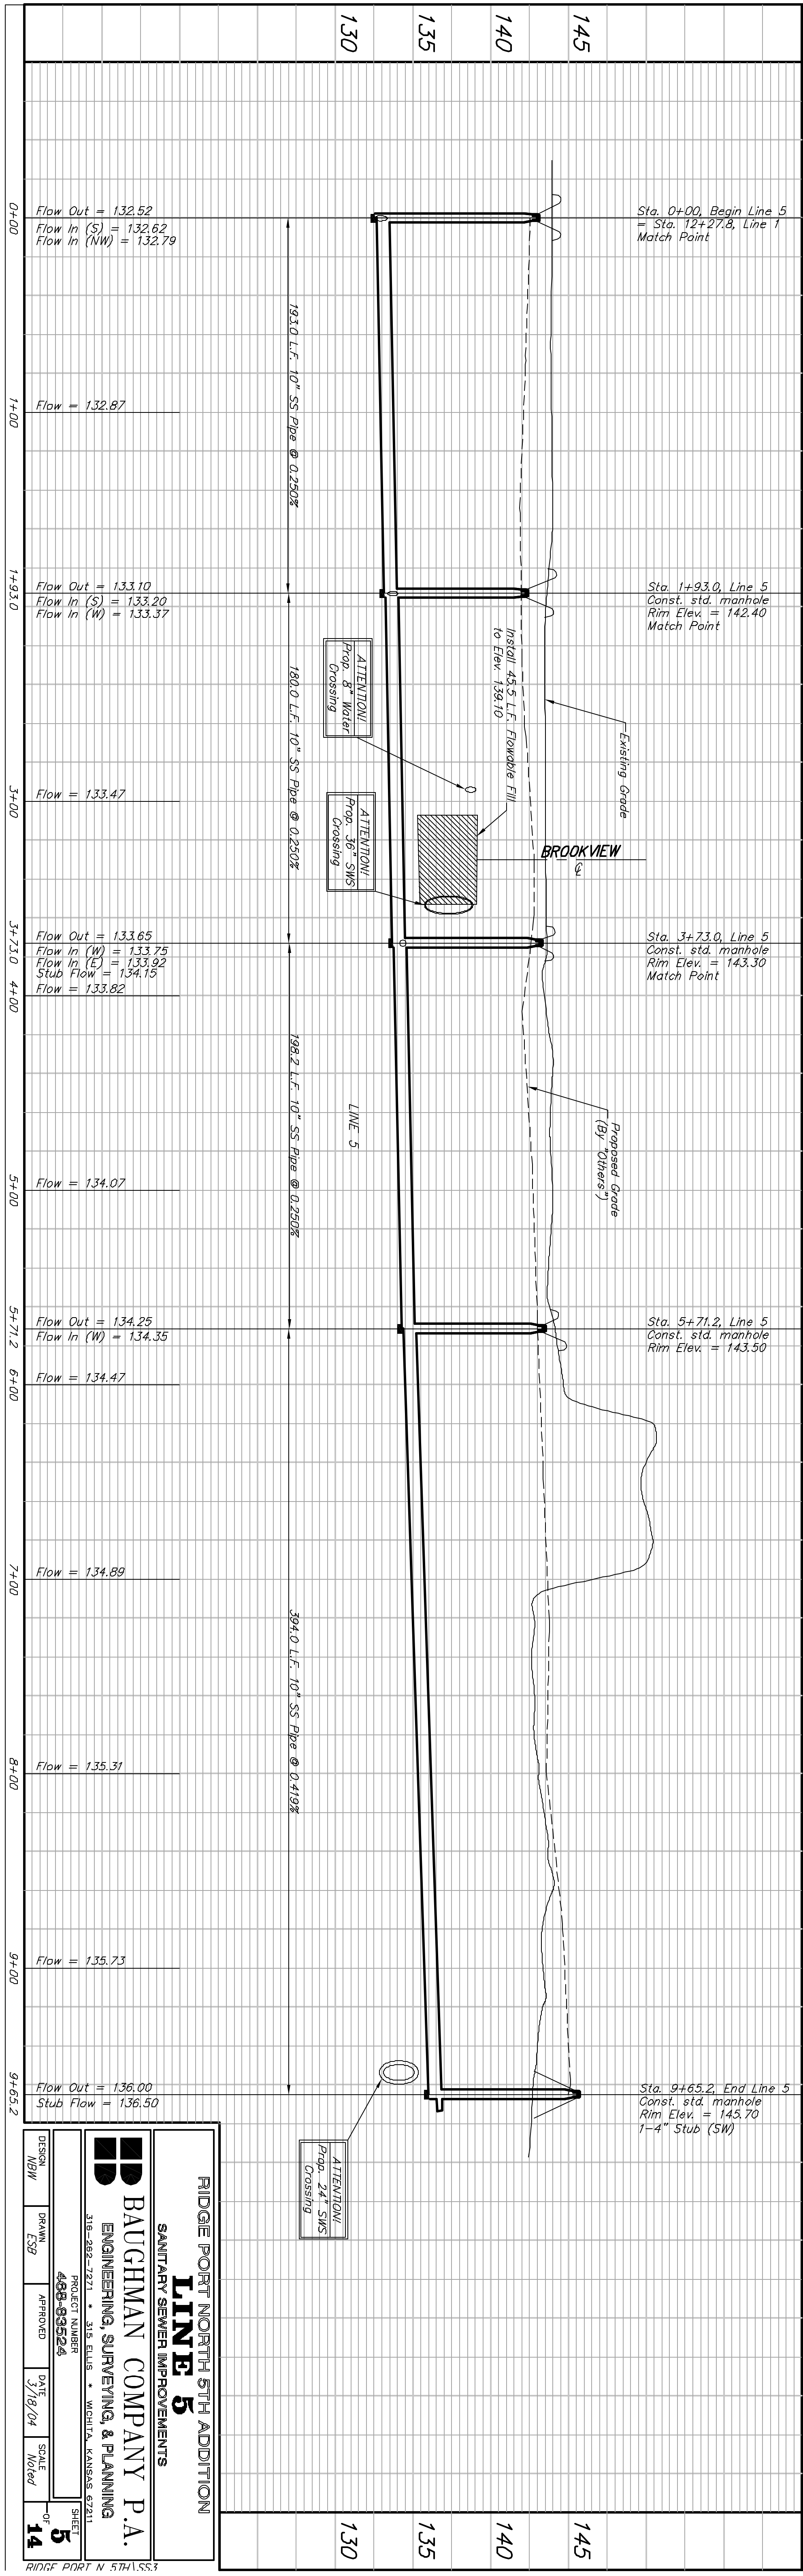 130
135
140
145
Sta. 0+00, Begin Line 5
= Sta. 12+27.8, Line 1
Match Point
0+00
Flow Out = 132.52
Flow In (S) = 132.62
Flow In (NW) = 132.79
193.0 L.F. 10" SS Pipe @ 0.250%
1+00
Flow = 132.87
1+93.0
Flow Out = 133.10
Flow In (S) = 133.20
Flow In (W) = 133.37
Sta. 1+93.0, Line 5
Const. std. manhole
Rim Elev. = 142.40
Match Point
Install 45.5 L.F. Flowable Fill
to Elev. 139.10
ATTENTION!
Prop. 8" Water
Crossing
180.0 L.F. 10" SS Pipe @ 0.250%
Existing Grade
3+00
Flow = 133.47
ATTENTION!
Prop. 36" SWS
Crossing
BROOKVIEW
℄
3+73.0
Flow Out = 133.65
Flow In (W) = 133.75
Flow In (E) = 133.92
Stub Flow = 134.15
Sta. 3+73.0, Line 5
Const. std. manhole
Rim Elev. = 143.30
Match Point
4+00
Flow = 133.82
198.2 L.F. 10" SS Pipe @ 0.250%
LINE 5
Proposed Grade
(By "Others")
5+00
Flow = 134.07
5+71.2
Flow Out = 134.25
Flow In (W) = 134.35
Sta. 5+71.2, Line 5
Const. std. manhole
Rim Elev. = 143.50
6+00
Flow = 134.47
7+00
Flow = 134.89
394.0 L.F. 10" SS Pipe @ 0.419%
8+00
Flow = 135.31
9+00
Flow = 135.73
9+65.2
Flow Out = 136.00
Stub Flow = 136.50
Sta. 9+65.2, End Line 5
Const. std. manhole
Rim Elev. = 145.70
1-4" Stub (SW)
ATTENTION!
Prop. 24" SWS
Crossing
RIDGE PORT NORTH 5TH ADDITION
LINE 5
SANITARY SEWER IMPROVEMENTS
BAUGHMAN COMPANY P.A.
ENGINEERING, SURVEYING, & PLANNING
316-262-7271 * 315 ELLIS * WICHITA, KANSAS 67211
PROJECT NUMBER
468-83524
DESIGN NBW
DRAWN ESB
APPROVED
DATE 3/18/04
SCALE Noted
SHEET
5 OF 14
130
135
140
145
RIDGE PORT N 5TH\SS3